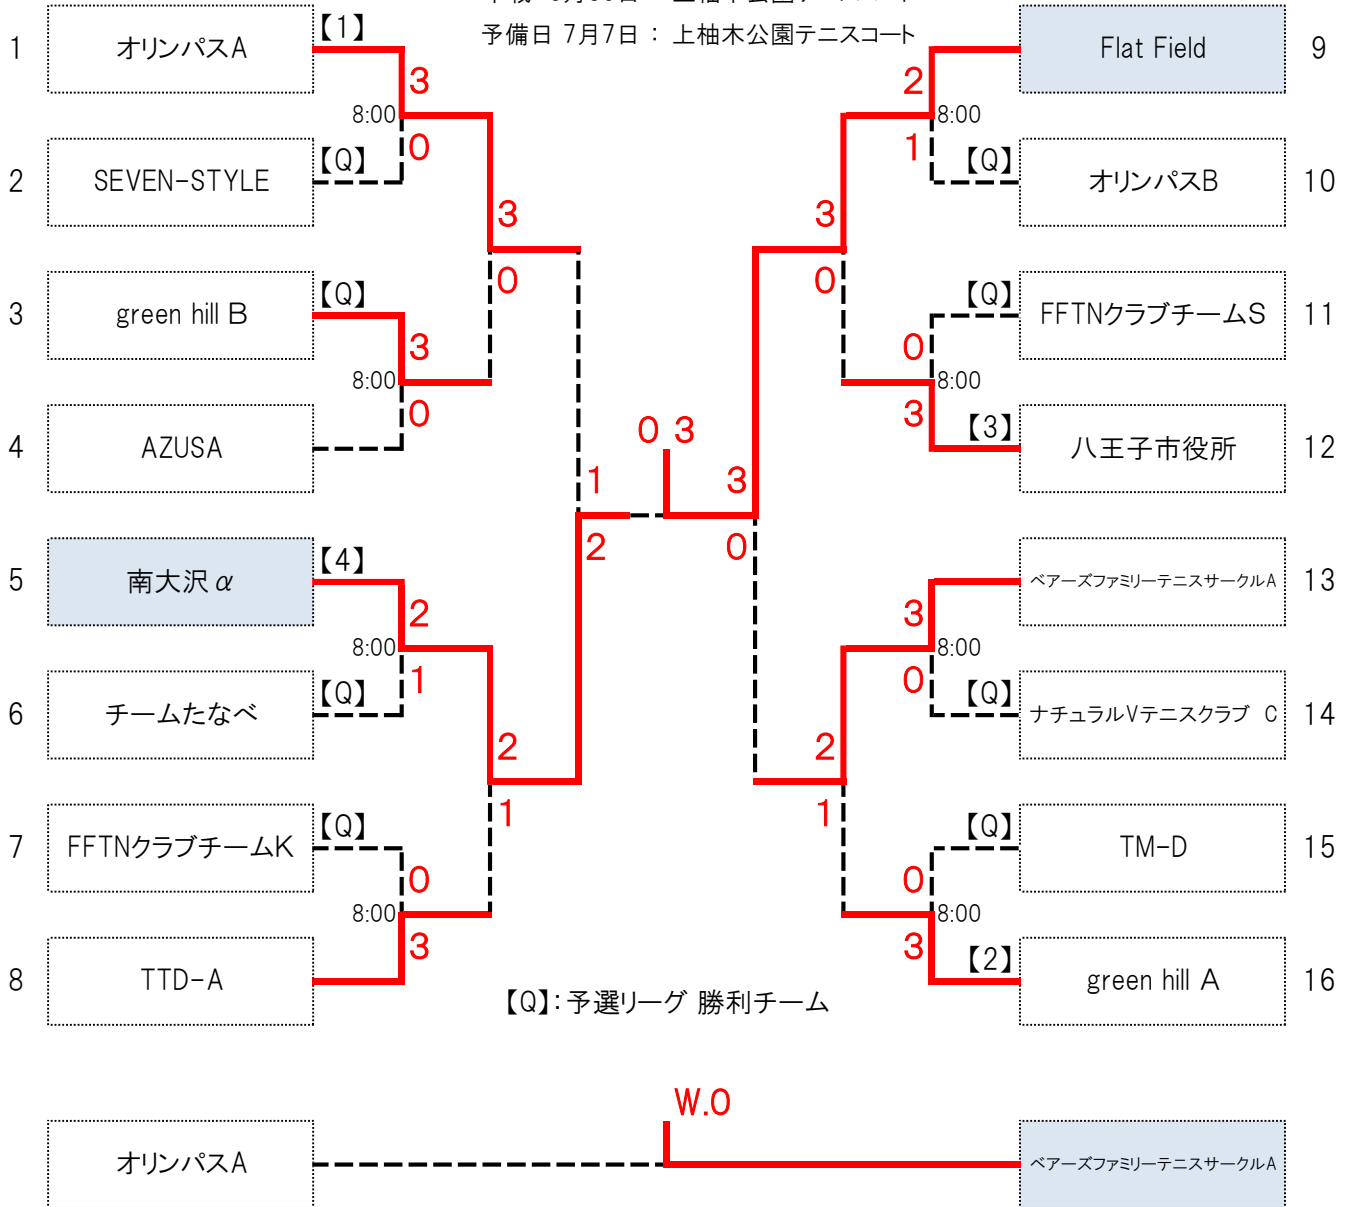 予備日 7月7日 : 上柚木公園テニスコート
1 オリンパスA 【1】
3
8:00
0
2 SEVEN-STYLE 【Q】
3
0
3 green hill B 【Q】
3
8:00
0
4 AZUSA
1
2
5 南大沢α 【4】
2
8:00
1
6 チームたなべ 【Q】
2
1
7 FFTNクラブチームK 【Q】
0
8:00
3
8 TTD-A
0 3
Flat Field 9
2
8:00
1
【Q】 オリンパスB 10
3
0
【Q】 FFTNクラブチームS 11
0
8:00
3
【3】 八王子市役所 12
3
0
ベアーズファミリーテニスサークルA 13
3
8:00
0
【Q】 ナチュラルVテニスクラブ C 14
2
1
【Q】 TM-D 15
0
8:00
3
【2】 green hill A 16
【Q】:予選リーグ 勝利チーム
W.O
オリンパスA
ベアーズファミリーテニスサークルA